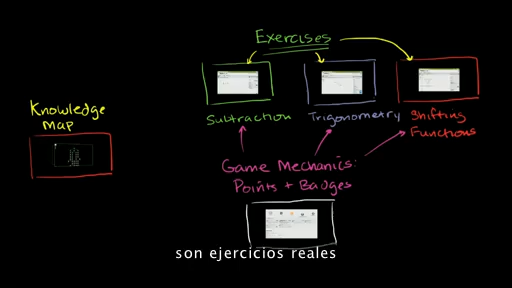 Exercises
Subtraction
Trigonometry
Shifting
Functions
Knowledge
Map
Game Mechanics:
Points + Badges
son ejercicios reales